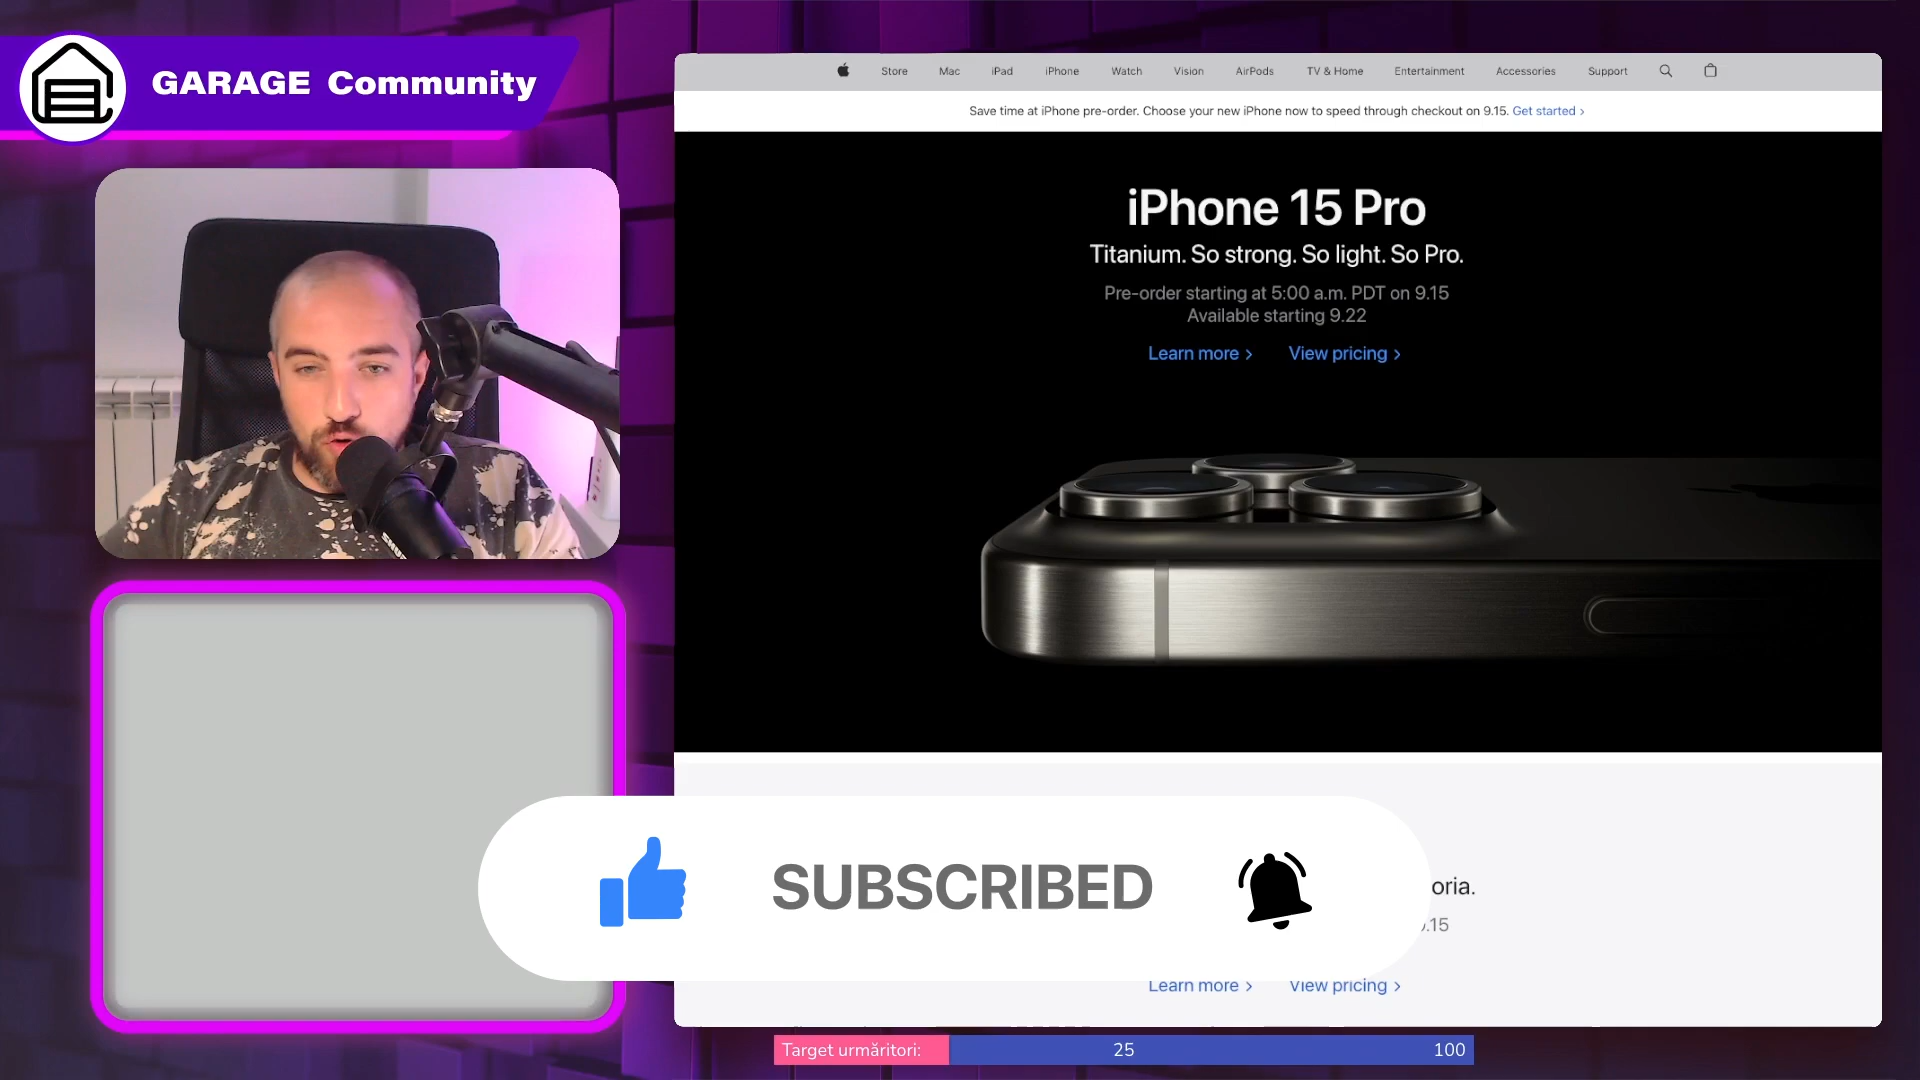 GARAGE Community
Store Mac iPad iPhone Watch Vision AirPods TV & Home Entertainment Accessories Support
Save time at iPhone pre-order. Choose your new iPhone now to speed through checkout on 9.15. Get started >
iPhone 15 Pro
Titanium. So strong. So light. So Pro.
Pre-order starting at 5:00 a.m. PDT on 9.15
Available starting 9.22
Learn more > View pricing >
SUBSCRIBED
oria.
.15
Learn more > View pricing >
Target urmăritori: 25 100